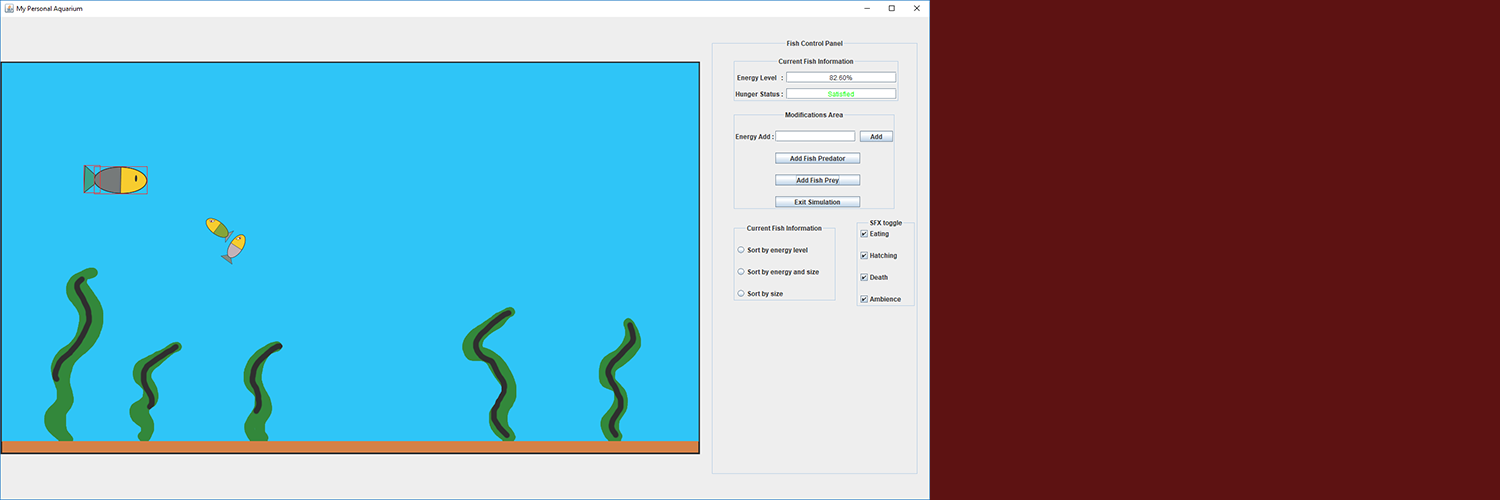 My Personal Aquarium
Fish Control Panel
Current Fish Information
Energy Level :
82.60%
Hunger Status :
Satisfied
Modifications Area
Energy Add :
Add
Add Fish Predator
Add Fish Prey
Exit Simulation
Current Fish Information
Sort by energy level
Sort by energy and size
Sort by size
SFX toggle
Eating
Hatching
Death
Ambience